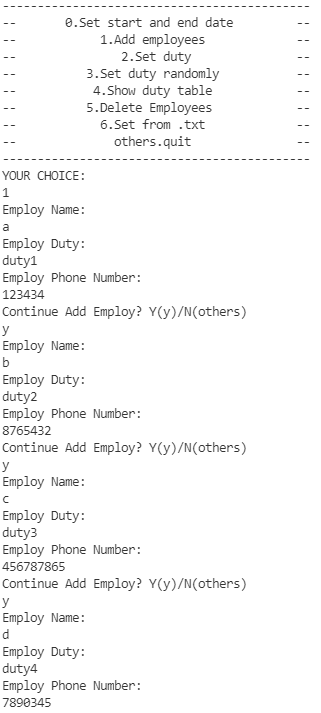 --------------------------------------------
--       0.Set start and end date         --
--            1.Add employees             --
--               2.Set duty               --
--          3.Set duty randomly           --
--           4.Show duty table            --
--          5.Delete Employees            --
--            6.Set from .txt             --
--              others.quit               --
--------------------------------------------
YOUR CHOICE:
1
Employ Name:
a
Employ Duty:
duty1
Employ Phone Number:
123434
Continue Add Employ? Y(y)/N(others)
y
Employ Name:
b
Employ Duty:
duty2
Employ Phone Number:
8765432
Continue Add Employ? Y(y)/N(others)
y
Employ Name:
c
Employ Duty:
duty3
Employ Phone Number:
456787865
Continue Add Employ? Y(y)/N(others)
y
Employ Name:
d
Employ Duty:
duty4
Employ Phone Number:
7890345